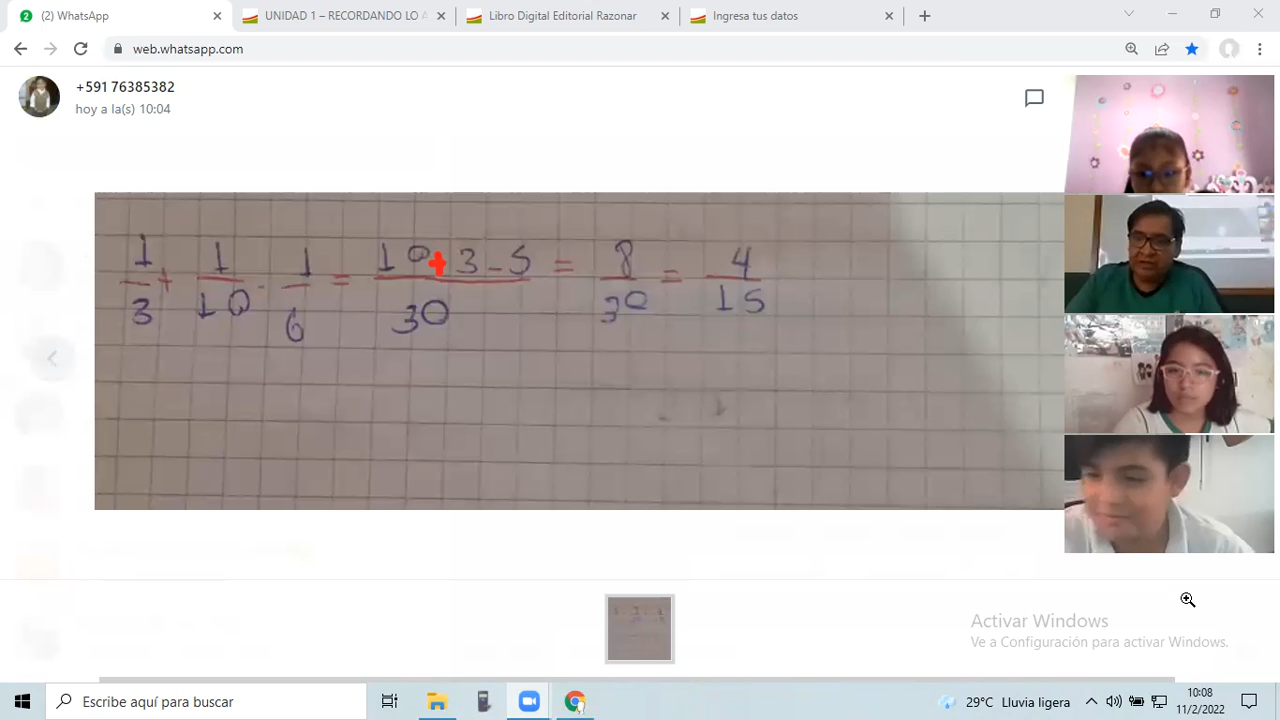 (2) WhatsApp
UNIDAD 1 – RECORDANDO LO A
Libro Digital Editorial Razonar
Ingresa tus datos
web.whatsapp.com
+591 76385382
hoy a la(s) 10:04
1/3 + 1/10 - 1/6 = 10+3-5/30 = 8/30 = 4/15
Activar Windows
Ve a Configuración para activar Windows.
Escribe aquí para buscar
29°C Lluvia ligera
10:08
11/2/2022